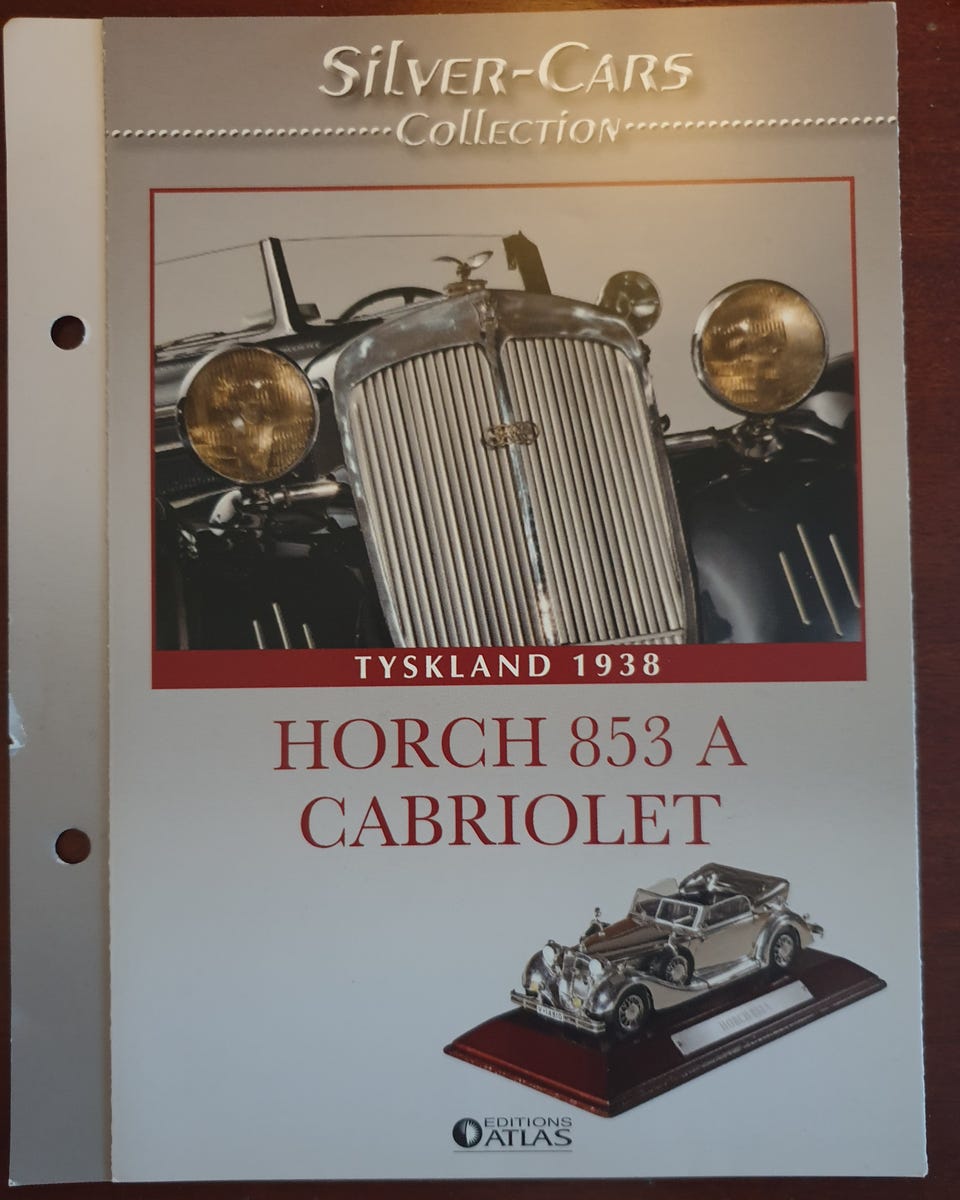 SILVER-CARS
COLLECTION
TYSKLAND 1938
HORCH 853 A
CABRIOLET
EDITIONS
ATLAS